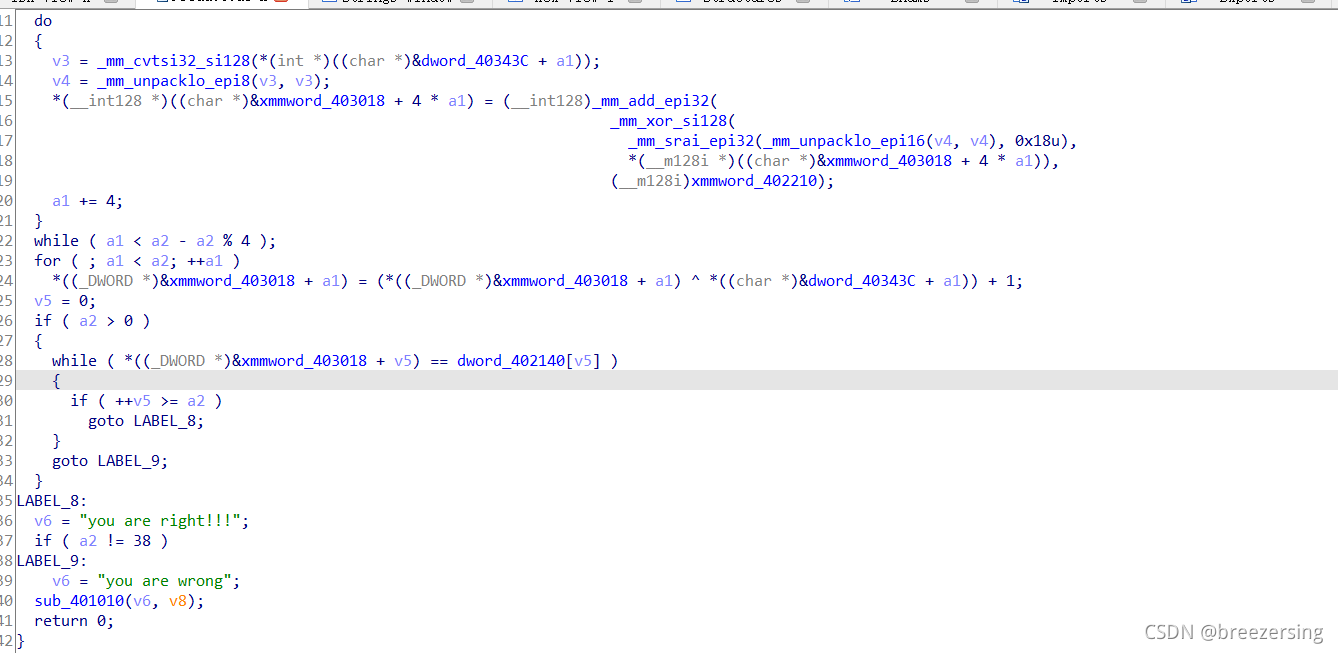 11 do
12 {
13 v3 = _mm_cvtsi32_si128(*(int *)((char *)&dword_40343C + a1));
14 v4 = _mm_unpacklo_epi8(v3, v3);
15 *(__int128 *)((char *)&xmmword_403018 + 4 * a1) = (__int128)_mm_add_epi32(
16 _mm_xor_si128(
17 _mm_srai_epi32(_mm_unpacklo_epi16(v4, v4), 0x18u),
18 *(__m128i *)((char *)&xmmword_403018 + 4 * a1)),
19 (__m128i)xmmword_402210);
20 a1 += 4;
21 }
22 while ( a1 < a2 - a2 % 4 );
23 for ( ; a1 < a2; ++a1 )
24 *((_DWORD *)&xmmword_403018 + a1) = (*((_DWORD *)&xmmword_403018 + a1) ^ *((char *)&dword_40343C + a1)) + 1;
25 v5 = 0;
26 if ( a2 > 0 )
27 {
28 while ( *((_DWORD *)&xmmword_403018 + v5) == dword_402140[v5] )
29 {
30 if ( ++v5 >= a2 )
31 goto LABEL_8;
32 }
33 goto LABEL_9;
34 }
35 LABEL_8:
36 v6 = "you are right!!!";
37 if ( a2 != 38 )
38 LABEL_9:
39 v6 = "you are wrong";
40 sub_401010(v6, v8);
41 return 0;
42 }
CSDN @breezersing